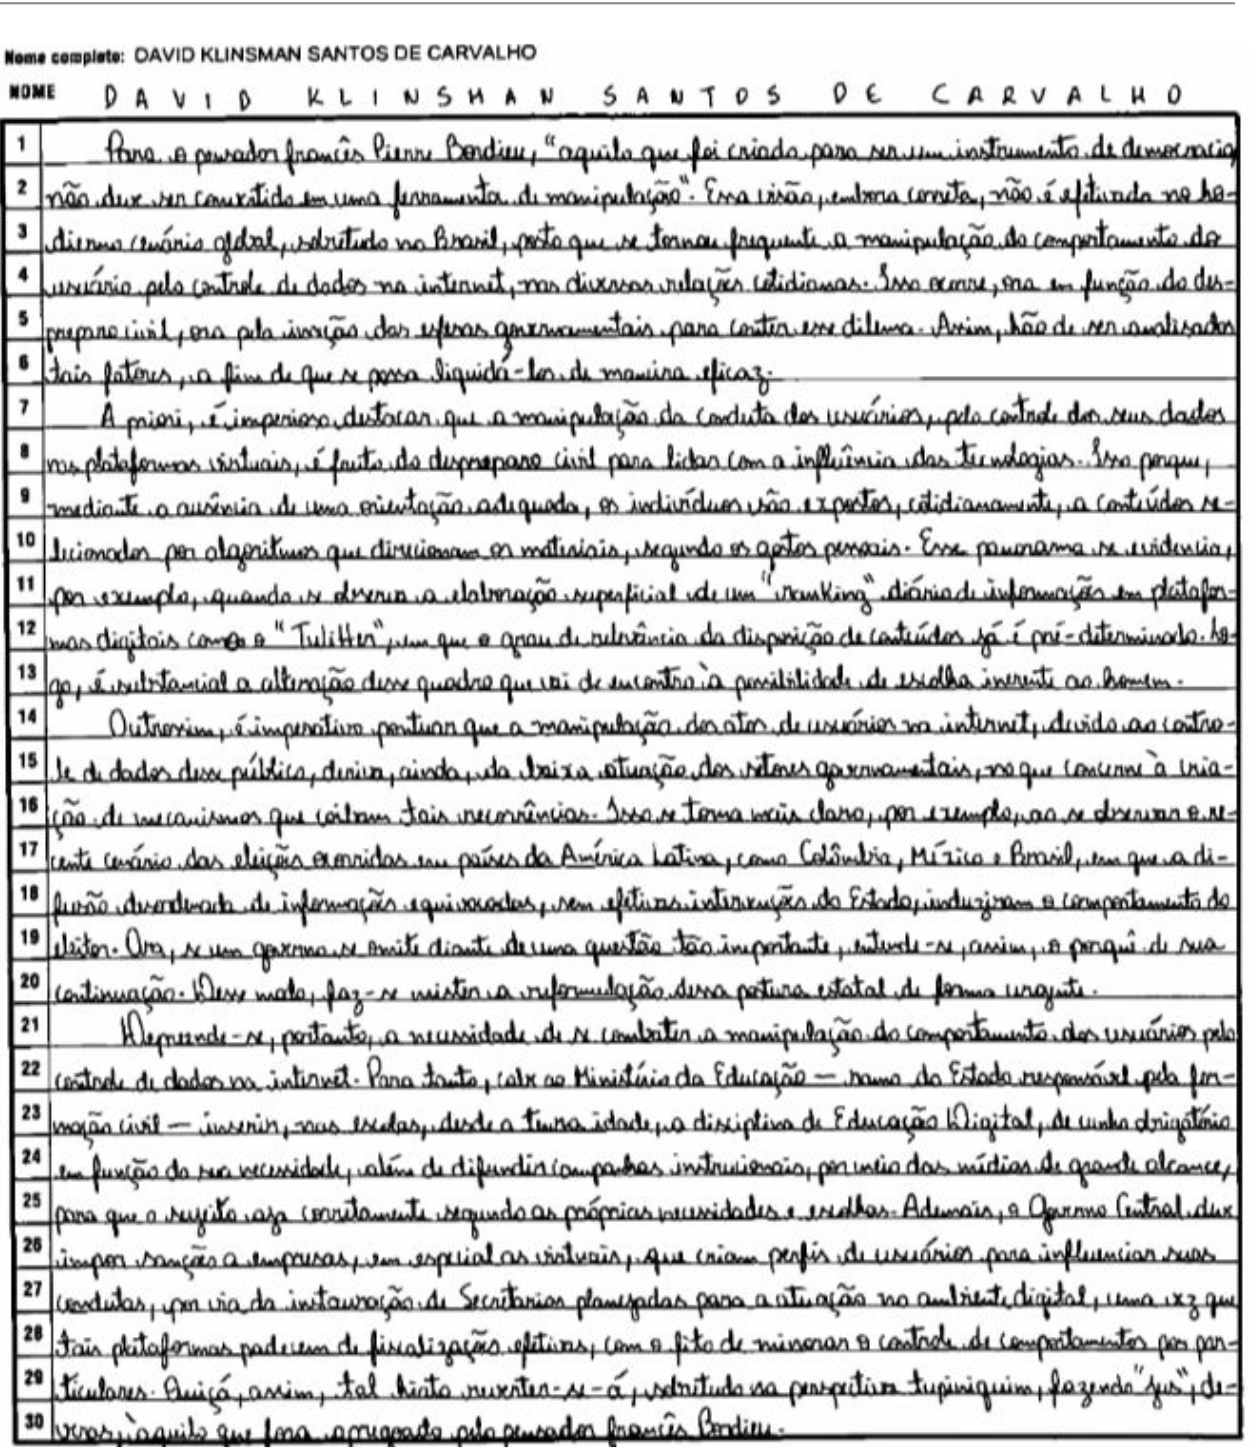 Nome completo: DAVID KLINSMAN SANTOS DE CARVALHO
NOME DAVID KLINSMAN SANTOS DE CARVALHO
1 Para o pensador francês Pierre Bordieu, "aquilo que foi criado para ser um instrumento de democracia
2 não deve ser convertido em uma ferramenta de manipulação". Essa visão, embora correta, não é efetivada no ho-
3 dierno cenário global, sobretudo no Brasil, posto que se tornou frequente a manipulação do comportamento do
4 usuário pelo controle de dados na internet, nas diversas relações cotidianas. Isso ocorre, ora em função do des-
5 preparo civil, ora pela inação das esferas governamentais para conter esse dilema. Assim, hão de ser analisados
6 tais fatores, a fim de que se possa liquidá-los de maneira eficaz.
7 A priori, é imperioso destacar que a manipulação da conduta dos usuários, pelo controle dos seus dados
8 nas plataformas virtuais, é fruto do despreparo civil para lidar com a influência das tecnologias. Isso porque,
9 mediante a ausência de uma orientação adequada, os indivíduos são expostos, cotidianamente, a conteúdos se-
10 lecionados por algoritmos que direcionam os materiais, segundo os gostos pessoais. Esse panorama se evidencia,
11 por exemplo, quando se observa a elaboração superficial de um "ranking" diário de informações em platafor-
12 mas digitais como o "Twitter", em que o grau de relevância da disposição de conteúdos já é pré-determinado. Lo-
13 go, é substancial a alteração desse quadro que vai de encontro à possibilidade de escolha inerente ao homem.
14 Outrossim, é imperativo pontuar que a manipulação dos atos de usuários na internet, devido ao contro-
15 le de dados desse público, deriva, ainda, da baixa atuação dos setores governamentais, no que concerne à cria-
16 ção de mecanismos que coíbam tais recorrências. Isso se torna mais claro, por exemplo, ao se observar o re-
17 cente cenário das eleições ocorridas em países da América Latina, como Colômbia, México e Brasil, em que a di-
18 fusão desordenada de informações equivocadas, sem efetivas intervenções do Estado, induziram o comportamento do
19 eleitor. Ora, se um governo se omite diante de uma questão tão importante, entende-se, assim, o porquê de sua
20 continuação. Desse modo, faz-se mister a reformulação dessa postura estatal de forma urgente.
21 Depreende-se, portanto, a necessidade de se combater a manipulação do comportamento dos usuários pelo
22 controle de dados na internet. Para tanto, cabe ao Ministério da Educação — ramo do Estado responsável pela for-
23 mação civil — inserir, nas escolas, desde a tenra idade, a disciplina de Educação Digital, de cunho obrigatório
24 em função da sua necessidade, além de difundir campanhas instrucionais, por meio das mídias de grande alcance,
25 para que o sujeito aja corretamente segundo as próprias necessidades e escolhas. Ademais, o Governo Central deve
26 impor sanção a empresas, em especial as virtuais, que criam perfis de usuários para influenciar suas
27 condutas, por via da instauração de Secretarias planejadas para a atuação no ambiente digital, uma vez que
28 tais plataformas padecem de fiscalizações efetivas, com o fito de minorar o controle de comportamentos por par-
29 ticulares. Quiçá, assim, tal hiato reverter-se-á, sobretudo na perspectiva tupiniquim, fazendo "jus", de-
30 veras, àquilo que fora apregoado pelo pensador francês Bordieu.